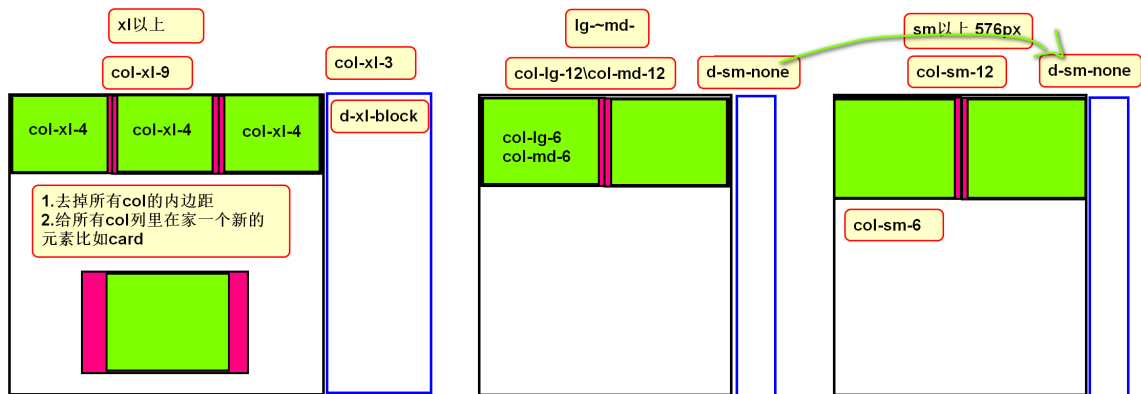 xl以上
col-xl-9
col-xl-3
col-xl-4
col-xl-4
col-xl-4
d-xl-block
1.去掉所有col的内边距
2.给所有col列里在家一个新的
元素比如card
lg-~md-
col-lg-12\col-md-12
d-sm-none
col-lg-6
col-md-6
sm以上 576px
col-sm-12
d-sm-none
col-sm-6